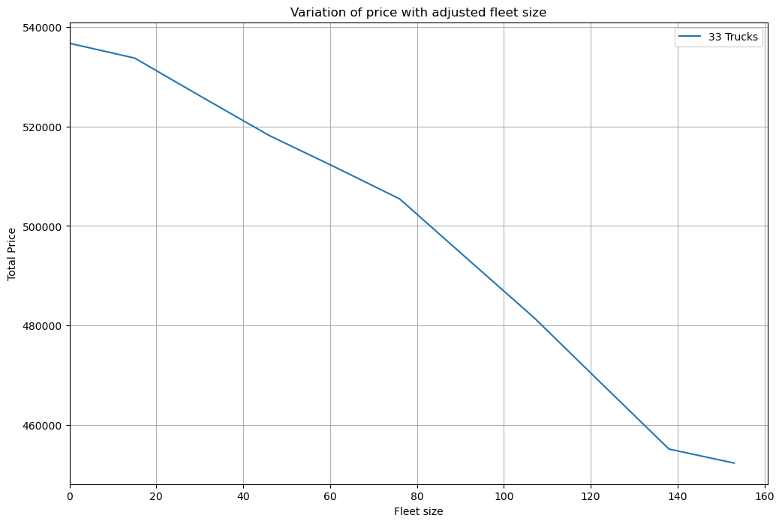 Variation of price with adjusted fleet size
33 Trucks
540000
520000
500000
480000
460000
Total Price
0 20 40 60 80 100 120 140 160
Fleet size